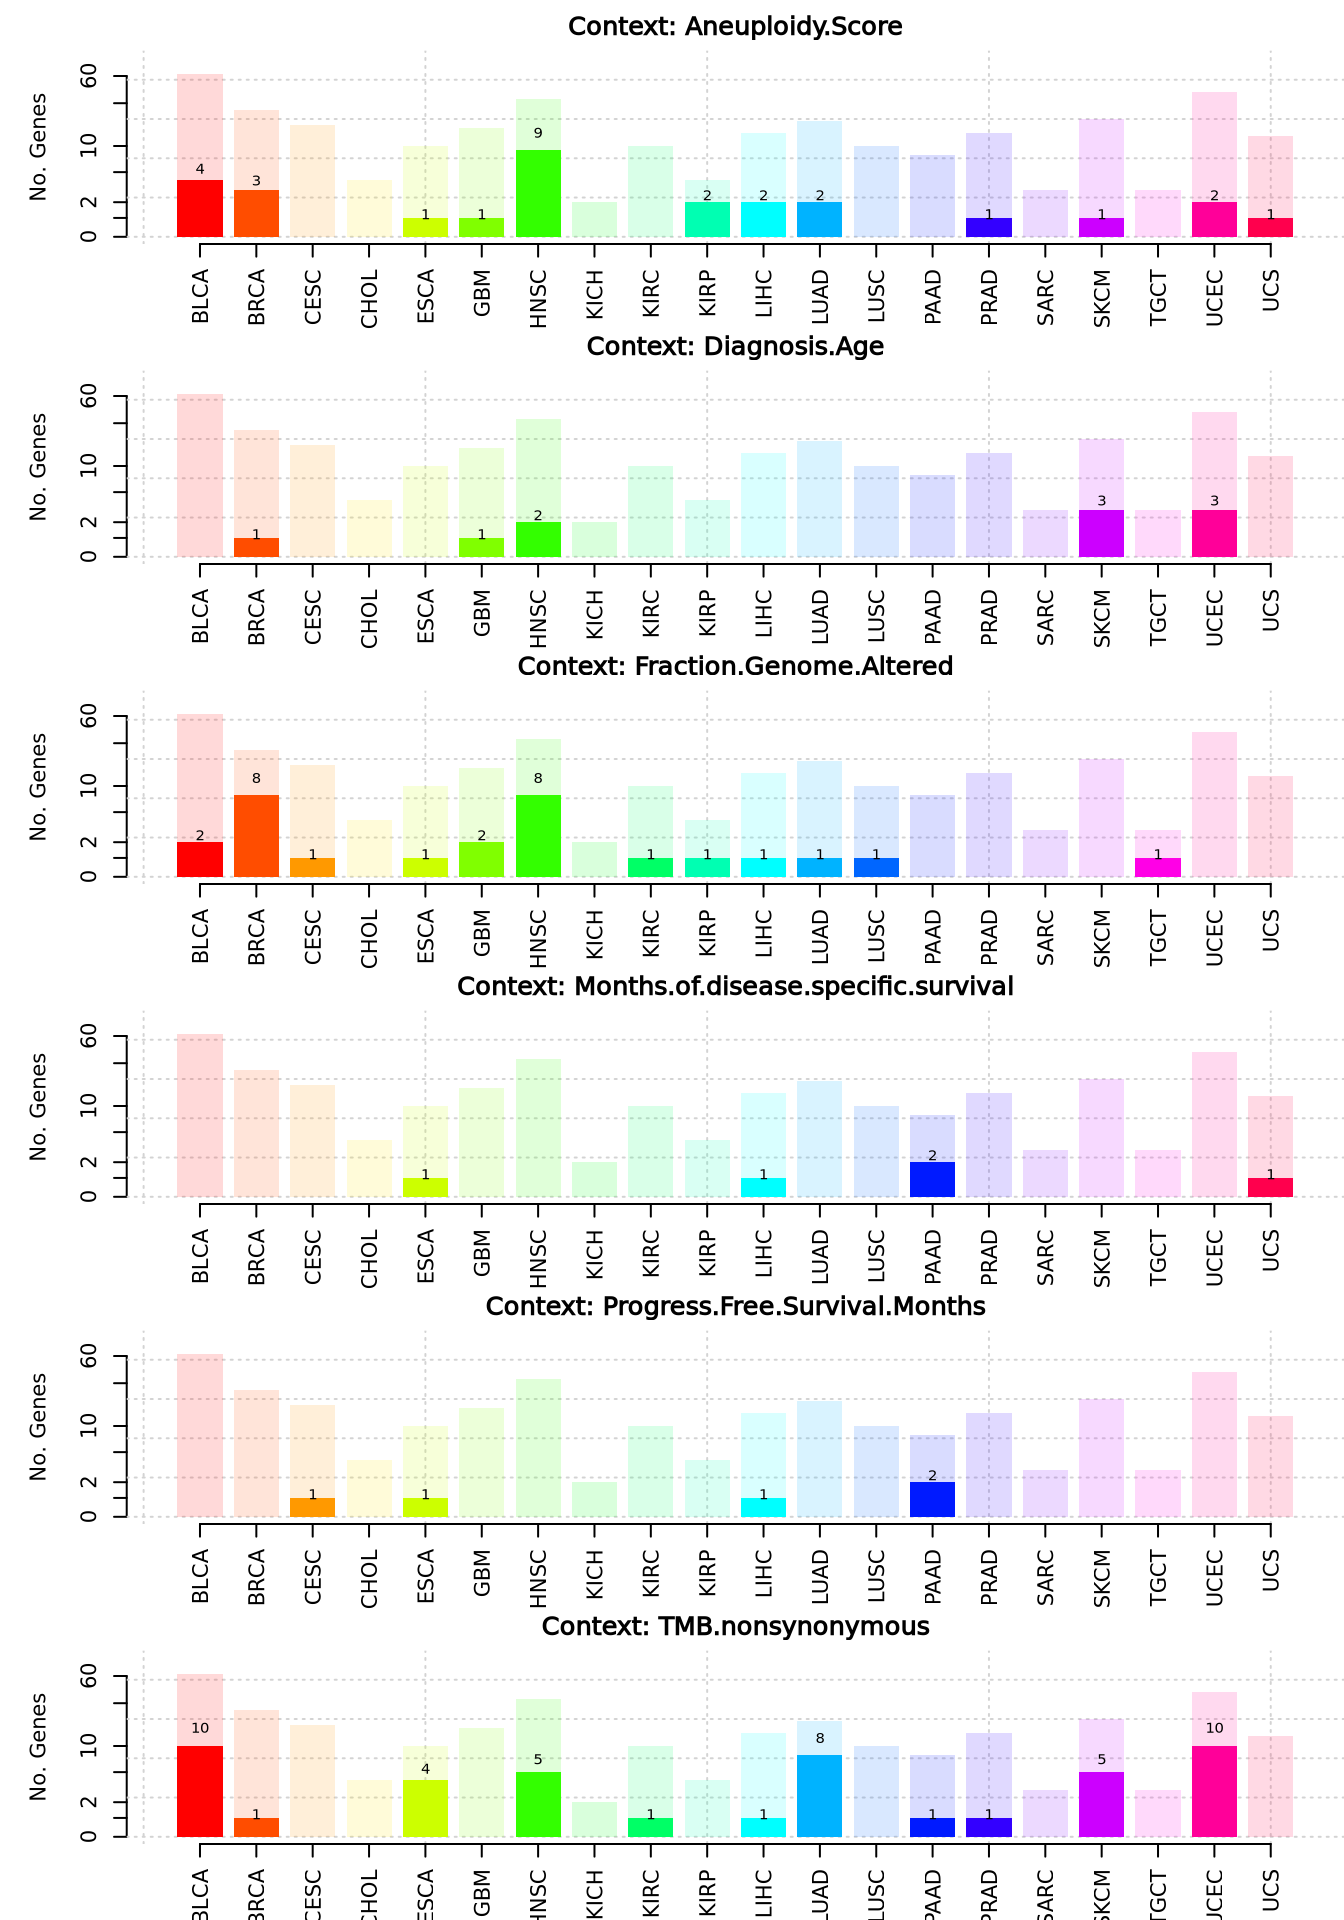 Context: Aneuploidy.Score
No. Genes
60
10
2
0
4
3
1
1
9
2
2
2
1
1
2
1
BLCA
BRCA
CESC
CHOL
ESCA
GBM
HNSC
KICH
KIRC
KIRP
LIHC
LUAD
LUSC
PAAD
PRAD
SARC
SKCM
TGCT
UCEC
UCS
Context: Diagnosis.Age
No. Genes
60
10
2
0
1
1
2
3
3
BLCA
BRCA
CESC
CHOL
ESCA
GBM
HNSC
KICH
KIRC
KIRP
LIHC
LUAD
LUSC
PAAD
PRAD
SARC
SKCM
TGCT
UCEC
UCS
Context: Fraction.Genome.Altered
No. Genes
60
10
2
0
2
8
1
1
2
8
1
1
1
1
1
1
BLCA
BRCA
CESC
CHOL
ESCA
GBM
HNSC
KICH
KIRC
KIRP
LIHC
LUAD
LUSC
PAAD
PRAD
SARC
SKCM
TGCT
UCEC
UCS
Context: Months.of.disease.specific.survival
No. Genes
60
10
2
0
1
1
2
1
BLCA
BRCA
CESC
CHOL
ESCA
GBM
HNSC
KICH
KIRC
KIRP
LIHC
LUAD
LUSC
PAAD
PRAD
SARC
SKCM
TGCT
UCEC
UCS
Context: Progress.Free.Survival.Months
No. Genes
60
10
2
0
1
1
1
2
BLCA
BRCA
CESC
CHOL
ESCA
GBM
HNSC
KICH
KIRC
KIRP
LIHC
LUAD
LUSC
PAAD
PRAD
SARC
SKCM
TGCT
UCEC
UCS
Context: TMB.nonsynonymous
No. Genes
60
10
2
0
10
1
4
5
1
1
8
1
1
5
10
BLCA
BRCA
CESC
CHOL
ESCA
GBM
HNSC
KICH
KIRC
KIRP
LIHC
LUAD
LUSC
PAAD
PRAD
SARC
SKCM
TGCT
UCEC
UCS